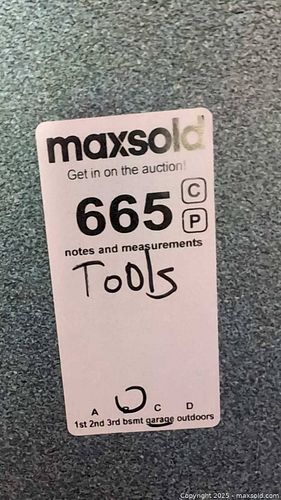 maxsold
Get in on the auction!
665 C
P
notes and measurements
Tools
A C D
1st 2nd 3rd bsmt garage outdoors
Copyright 2025 - maxsold.com